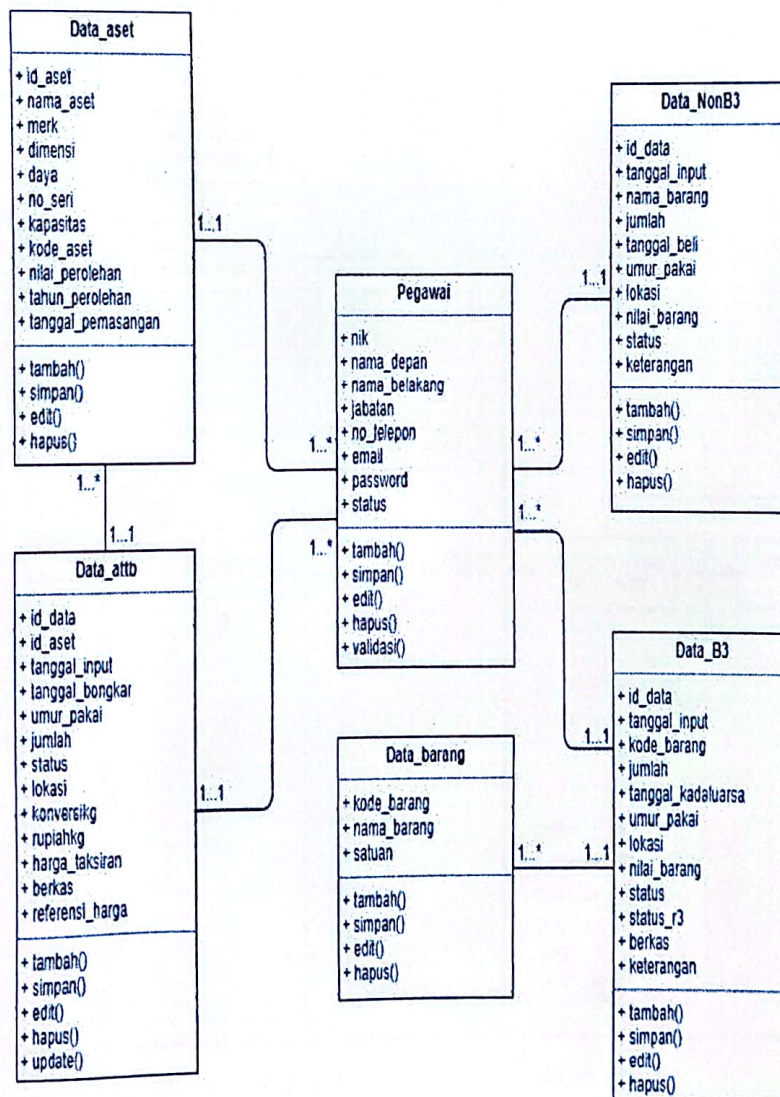 Data_aset
+ id_aset
+ nama_aset
+ merk
+ dimensi
+ daya
+ no_seri
+ kapasitas
+ kode_aset
+ nilai_perolehan
+ tahun_perolehan
+ tanggal_pemasangan
+ tambah()
+ simpan()
+ edit()
+ hapus()
1...1
1...*
1...*
1...1
Data_attb
+ id_data
+ id_aset
+ tanggal_input
+ tanggal_bongkar
+ umur_pakai
+ jumlah
+ status
+ lokasi
+ konversikg
+ rupiahkg
+ harga_taksiran
+ berkas
+ referensi_harga
+ tambah()
+ simpan()
+ edit()
+ hapus()
+ update()
1...1
1...*
Pegawai
+ nik
+ nama_depan
+ nama_belakang
+ jabatan
+ no_telepon
+ email
+ password
+ status
+ tambah()
+ simpan()
+ edit()
+ hapus()
+ validasi()
1...*
1...1
1...*
1...1
Data_barang
+ kode_barang
+ nama_barang
+ satuan
+ tambah()
+ simpan()
+ edit()
+ hapus()
1...*
1...1
Data_NonB3
+ id_data
+ tanggal_input
+ nama_barang
+ jumlah
+ tanggal_beli
+ umur_pakai
+ lokasi
+ nilai_barang
+ status
+ keterangan
+ tambah()
+ simpan()
+ edit()
+ hapus()
Data_B3
+ id_data
+ tanggal_input
+ kode_barang
+ jumlah
+ tanggal_kadaluarsa
+ umur_pakai
+ lokasi
+ nilai_barang
+ status
+ status_r3
+ berkas
+ keterangan
+ tambah()
+ simpan()
+ edit()
+ hapus()